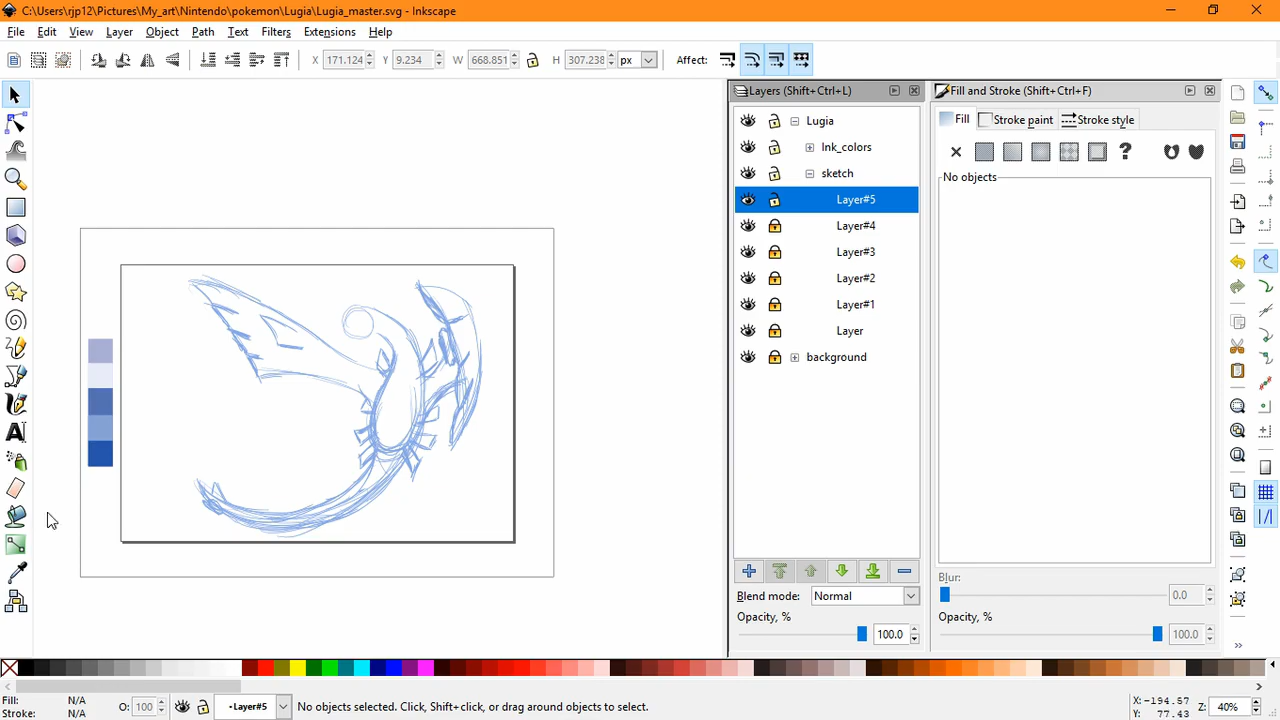 C:\Users\rjp12\Pictures\My_art\Nintendo\pokemon\Lugia\Lugia_master.svg - Inkscape
File Edit View Layer Object Path Text Filters Extensions Help
X 171.124 Y 9.234 W 668.851 H 307.238 px Affect:
Layers (Shift+Ctrl+L)
Lugia
Ink_colors
sketch
Layer#5
Layer#4
Layer#3
Layer#2
Layer#1
Layer
background
Blend mode: Normal
Opacity, %
100.0
Fill and Stroke (Shift+Ctrl+F)
Fill Stroke paint Stroke style
No objects
Blur:
0.0
Opacity, %
100.0
Fill: N/A
Stroke: N/A
O: 100
Layer#5
No objects selected. Click, Shift+click, or drag around objects to select.
X: -194.57
Y: 77.43
Z: 40%